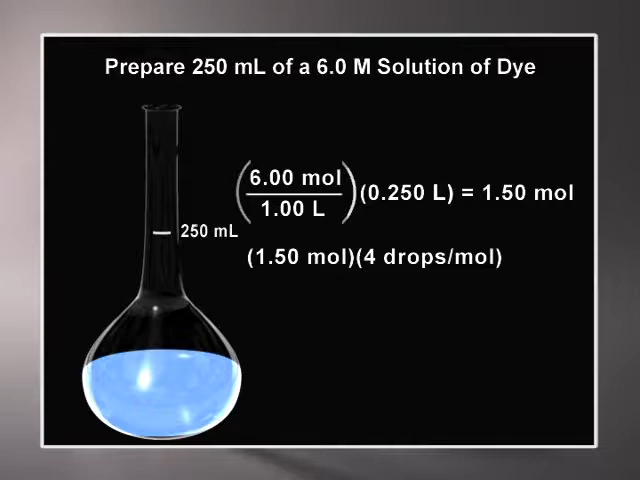 Prepare 250 mL of a 6.0 M Solution of Dye
(6.00 mol / 1.00 L)(0.250 L) = 1.50 mol
250 mL
(1.50 mol)(4 drops/mol)